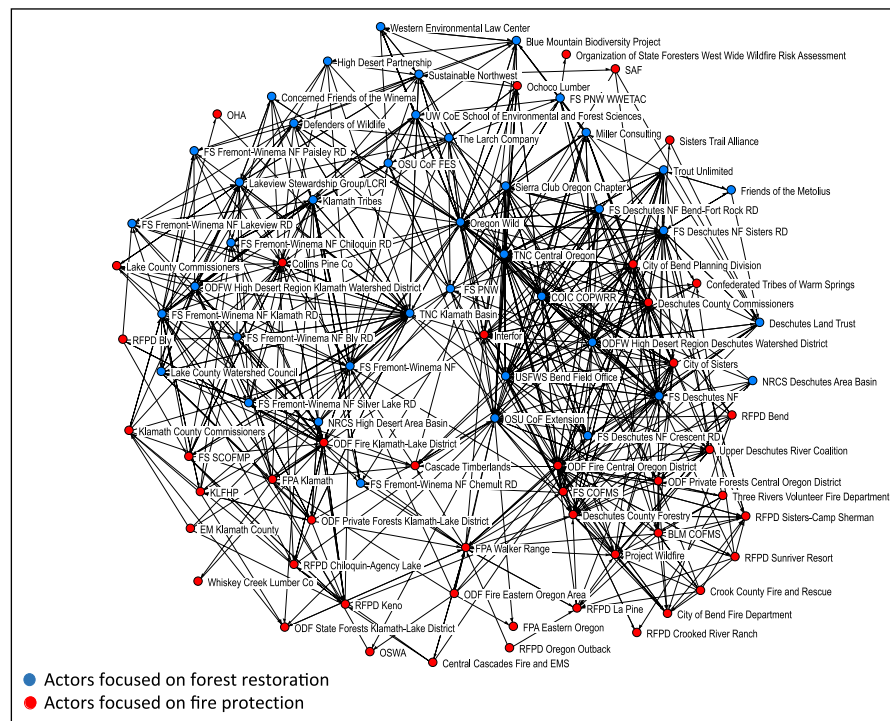 Western Environmental Law Center
Blue Mountain Biodiversity Project
Organization of State Foresters West Wide Wildfire Risk Assessment
High Desert Partnership
Sustainable Northwest
SAF
Ochoco Lumber
Concerned Friends of the Winema
FS PNW WWETAC
OHA
UW CoE School of Environmental and Forest Sciences
Defenders of Wildlife
Miller Consulting
The Larch Company
Sisters Trail Alliance
FS Fremont-Winema NF Paisley RD
OSU CoF FES
Trout Unlimited
Lakeview Stewardship Group/LCRI
Sierra Club Oregon Chapter
Friends of the Metolius
Klamath Tribes
FS Deschutes NF Bend-Fort Rock RD
FS Fremont-Winema NF Lakeview RD
Oregon Wild
FS Deschutes NF Sisters RD
FS Fremont-Winema NF Chiloquin RD
TNC Central Oregon
Collins Pine Co
City of Bend Planning Division
Lake County Commissioners
Confederated Tribes of Warm Springs
ODFW High Desert Region Klamath Watershed District
FS PNW
COIC COPWRR
Deschutes County Commissioners
FS Fremont-Winema NF Klamath RD
TNC Klamath Basin
Deschutes Land Trust
RFPD Bly
FS Fremont-Winema NF Bly RD
Interfor
ODFW High Desert Region Deschutes Watershed District
Lake County Watershed Council
FS Fremont-Winema NF
City of Sisters
USFWS Bend Field Office
NRCS Deschutes Area Basin
FS Fremont-Winema NF Silver Lake RD
FS Deschutes NF
NRCS High Desert Area Basin
OSU CoF Extension
RFPD Bend
Klamath County Commissioners
ODF Fire Klamath-Lake District
FS Deschutes NF Crescent RD
Upper Deschutes River Coalition
FS SCOFMP
Cascade Timberlands
ODF Fire Central Oregon District
FPA Klamath
FS Fremont-Winema NF Chemult RD
ODF Private Forests Central Oregon District
KLFHP
FS COFMS
Three Rivers Volunteer Fire Department
EM Klamath County
ODF Private Forests Klamath-Lake District
Deschutes County Forestry
RFPD Sisters-Camp Sherman
BLM COFMS
FPA Walker Range
Project Wildfire
RFPD Sunriver Resort
RFPD Chiloquin-Agency Lake
Whiskey Creek Lumber Co
Crook County Fire and Rescue
ODF Fire Eastern Oregon Area
RFPD Keno
RFPD La Pine
City of Bend Fire Department
ODF State Forests Klamath-Lake District
FPA Eastern Oregon
RFPD Crooked River Ranch
OSWA
RFPD Oregon Outback
Central Cascades Fire and EMS
Actors focused on forest restoration
Actors focused on fire protection